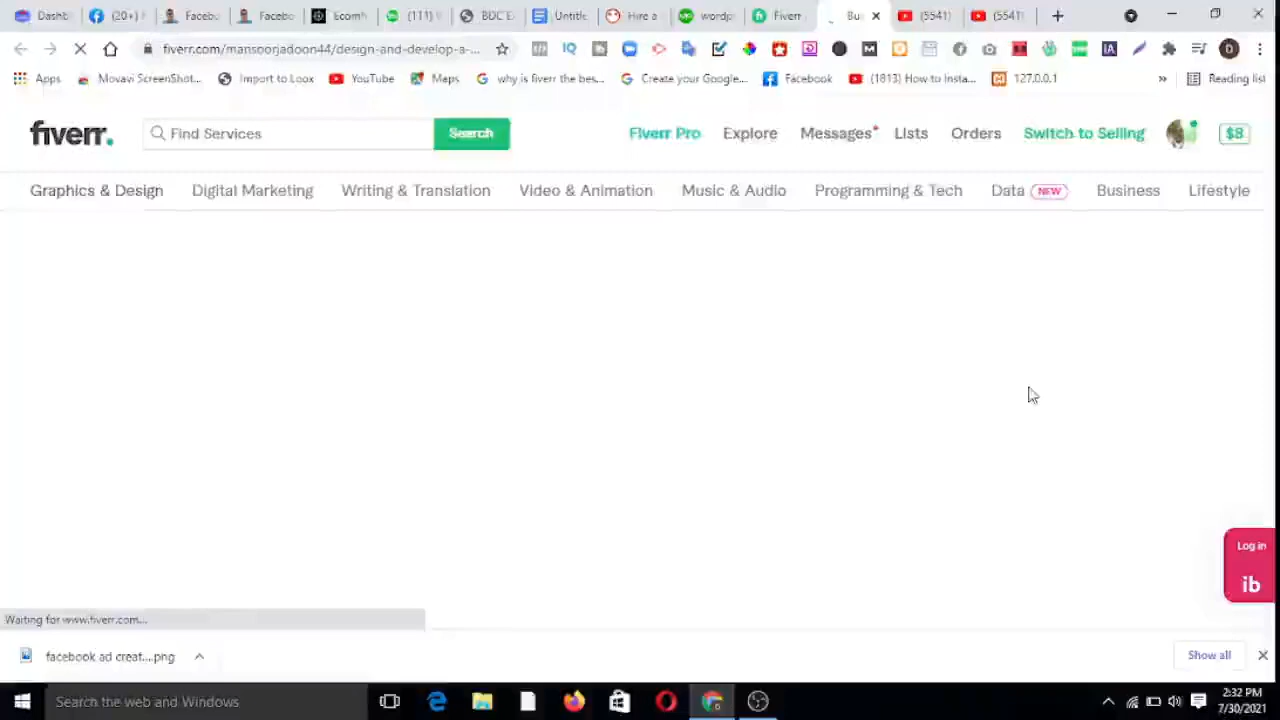 Dashb
(20+) F
Facebo
Facebo
Ecomh
(111) V
BDC E
Untitle
Hire a
wordp
Fiverr
Bus
(5541)
(5541)
fiverr.com/mansoorjadoon44/design-and-develop-a-...
Apps
Movavi ScreenShot...
Import to Loox
YouTube
Maps
why is fiverr the bes...
Create your Google...
Facebook
(1813) How to Insta...
127.0.0.1
»
Reading list
fiverr.
Find Services
Search
Fiverr Pro
Explore
Messages
Lists
Orders
Switch to Selling
$8
Graphics & Design
Digital Marketing
Writing & Translation
Video & Animation
Music & Audio
Programming & Tech
Data NEW
Business
Lifestyle
Log in
ib
Waiting for www.fiverr.com...
facebook ad creat....png
Show all
Search the web and Windows
2:32 PM
7/30/2021